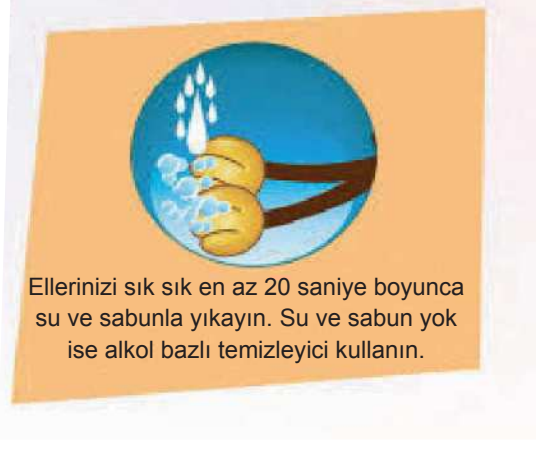 Ellerinizi sık sık en az 20 saniye boyunca
su ve sabunla yıkayın. Su ve sabun yok
ise alkol bazlı temizleyici kullanın.